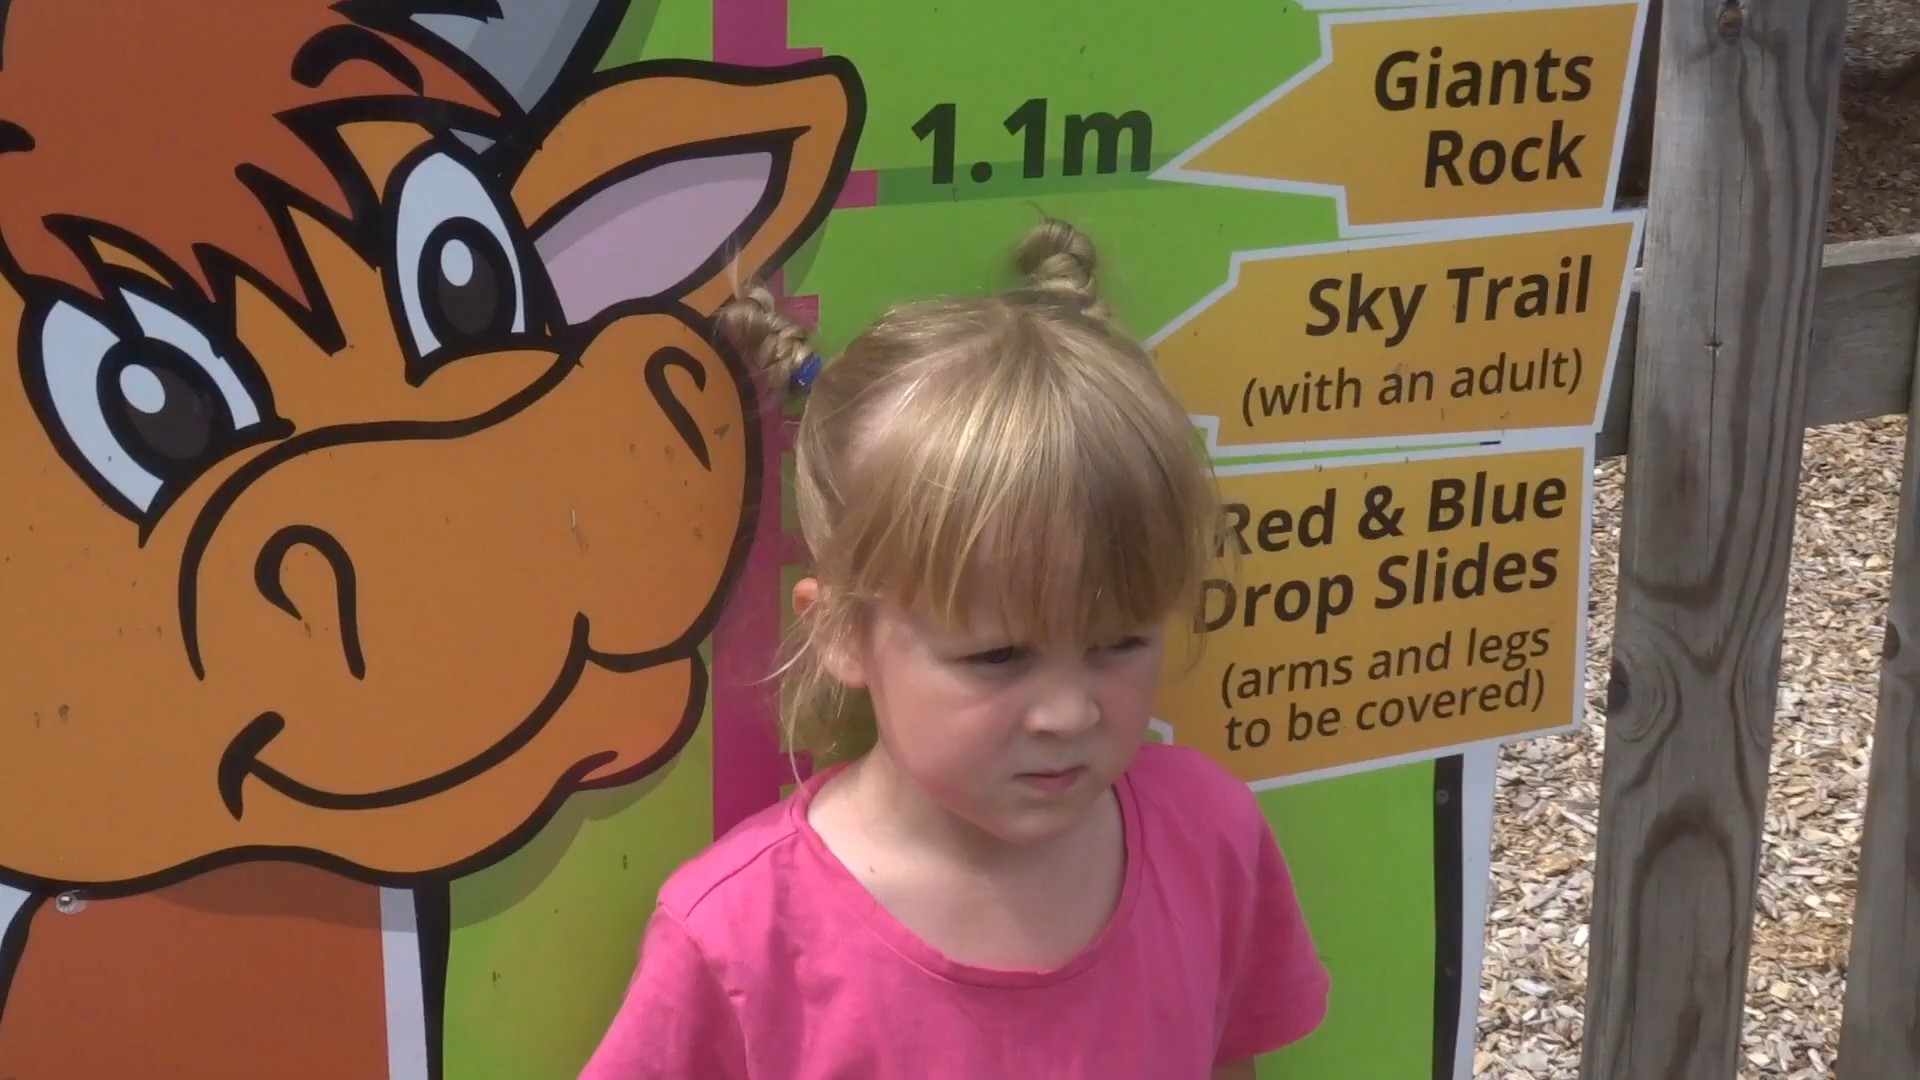 1.1m
Giants
Rock
Sky Trail
(with an adult)
Red & Blue
Drop Slides
(arms and legs
to be covered)